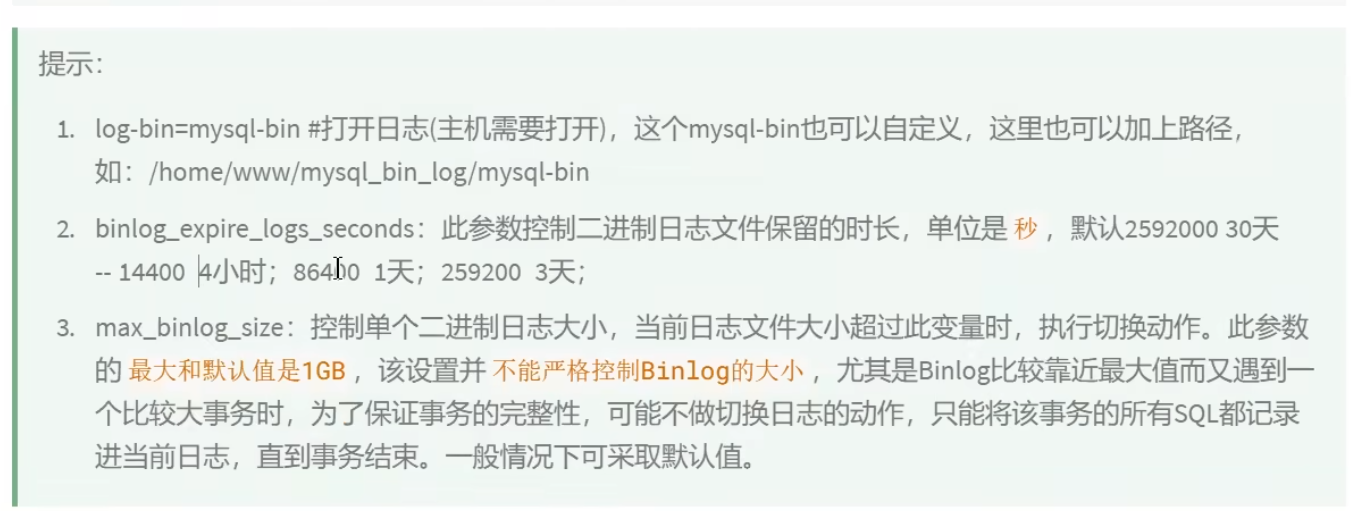 提示：
1. log-bin=mysql-bin #打开日志(主机需要打开)，这个mysql-bin也可以自定义，这里也可以加上路径，
如：/home/www/mysql_bin_log/mysql-bin
2. binlog_expire_logs_seconds：此参数控制二进制日志文件保留的时长，单位是 秒 ，默认2592000 30天
-- 14400 4小时；86400 1天；259200 3天；
3. max_binlog_size：控制单个二进制日志大小，当前日志文件大小超过此变量时，执行切换动作。此参数
的 最大和默认值是1GB ，该设置并 不能严格控制Binlog的大小 ，尤其是Binlog比较靠近最大值而又遇到一
个比较大事务时，为了保证事务的完整性，可能不做切换日志的动作，只能将该事务的所有SQL都记录
进当前日志，直到事务结束。一般情况下可采取默认值。